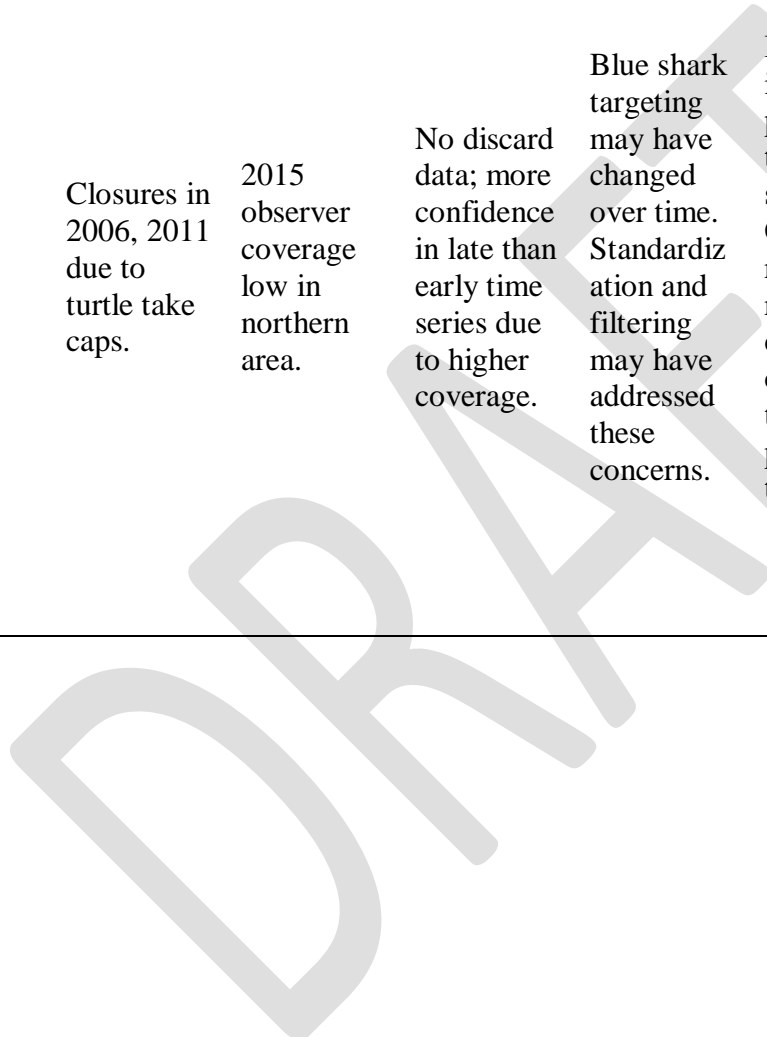 Closures in
2006, 2011
due to
turtle take
caps.
2015
observer
coverage
low in
northern
area.
No discard
data; more
confidence
in late than
early time
series due
to higher
coverage.
Blue shark
targeting
may have
changed
over time.
Standardiz
ation and
filtering
may have
addressed
these
concerns.
DRAFT